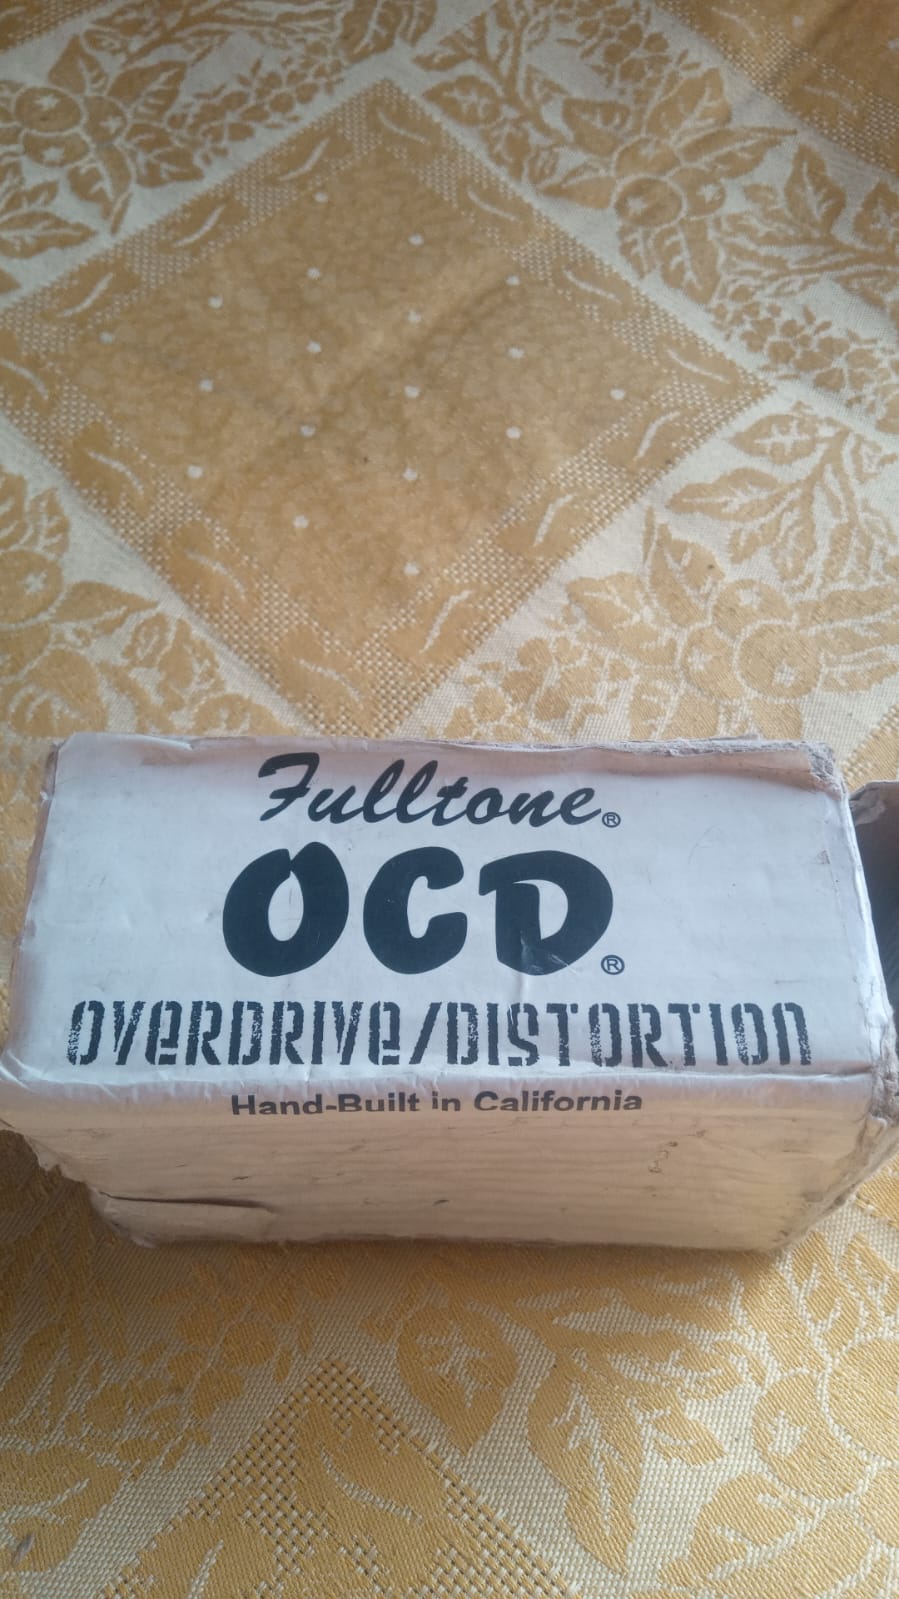 Fulltone®
OCD®
OVERDRIVE/DISTORTION
Hand-Built in California